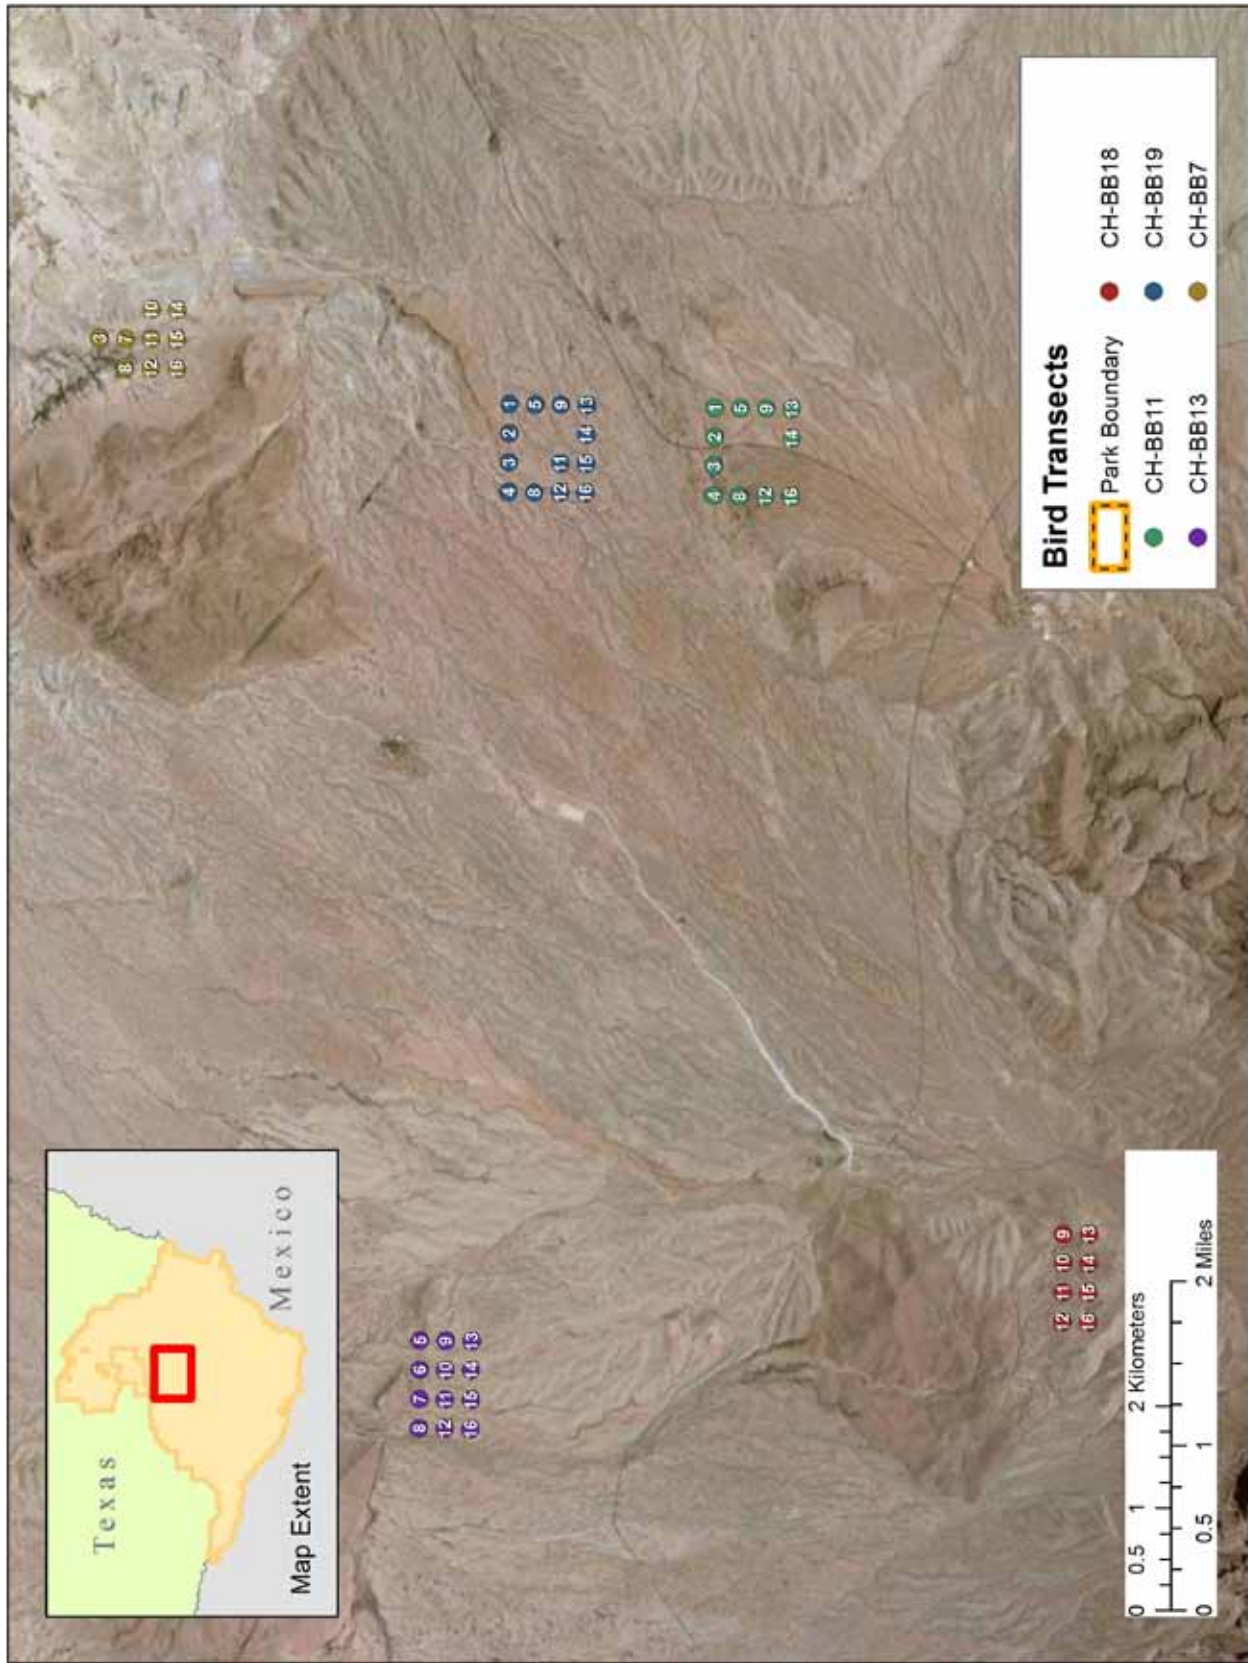 Texas
Mexico
Map Extent
3
8 7
12 11 10
16 15 14
8 7 6 5
12 11 10 9
16 15 14 13
4 3 2 1
8 5
12 11 9
16 15 14 13
4 3 2 1
8 5
12 9
16 14 13
12 11 10 9
16 15 14 13
0 0.5 1 2 Kilometers
0 0.5 1 2 Miles
Bird Transects
Park Boundary CH-BB18
CH-BB11 CH-BB19
CH-BB13 CH-BB7